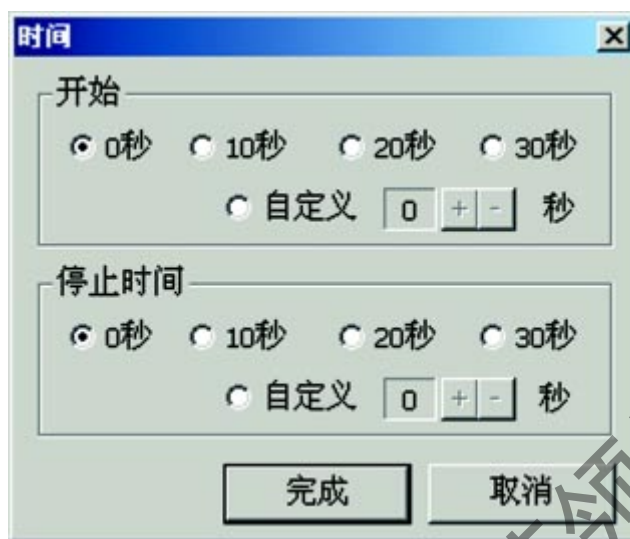 时间
开始
0秒 10秒 20秒 30秒
自定义 0 + - 秒
停止时间
0秒 10秒 20秒 30秒
自定义 0 + - 秒
完成 取消